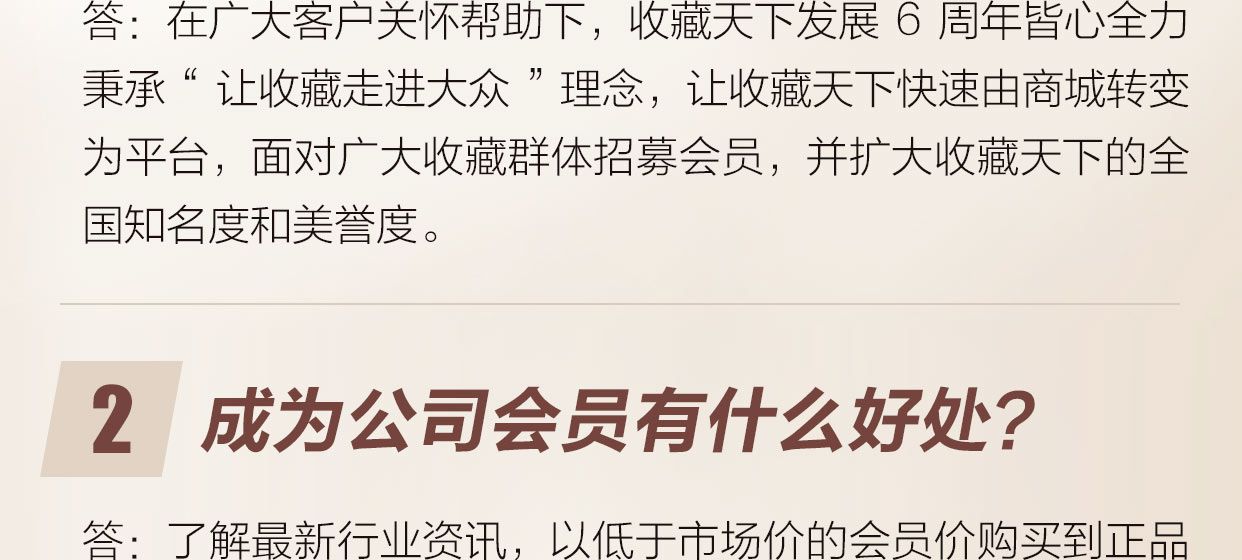 答：在广大客户关怀帮助下，收藏天下发展 6 周年皆心全力
秉承 “ 让收藏走进大众 ” 理念，让收藏天下快速由商城转变
为平台，面对广大收藏群体招募会员，并扩大收藏天下的全
国知名度和美誉度。
2 成为公司会员有什么好处?
答：了解最新行业资讯，以低于市场价的会员价购买到正品